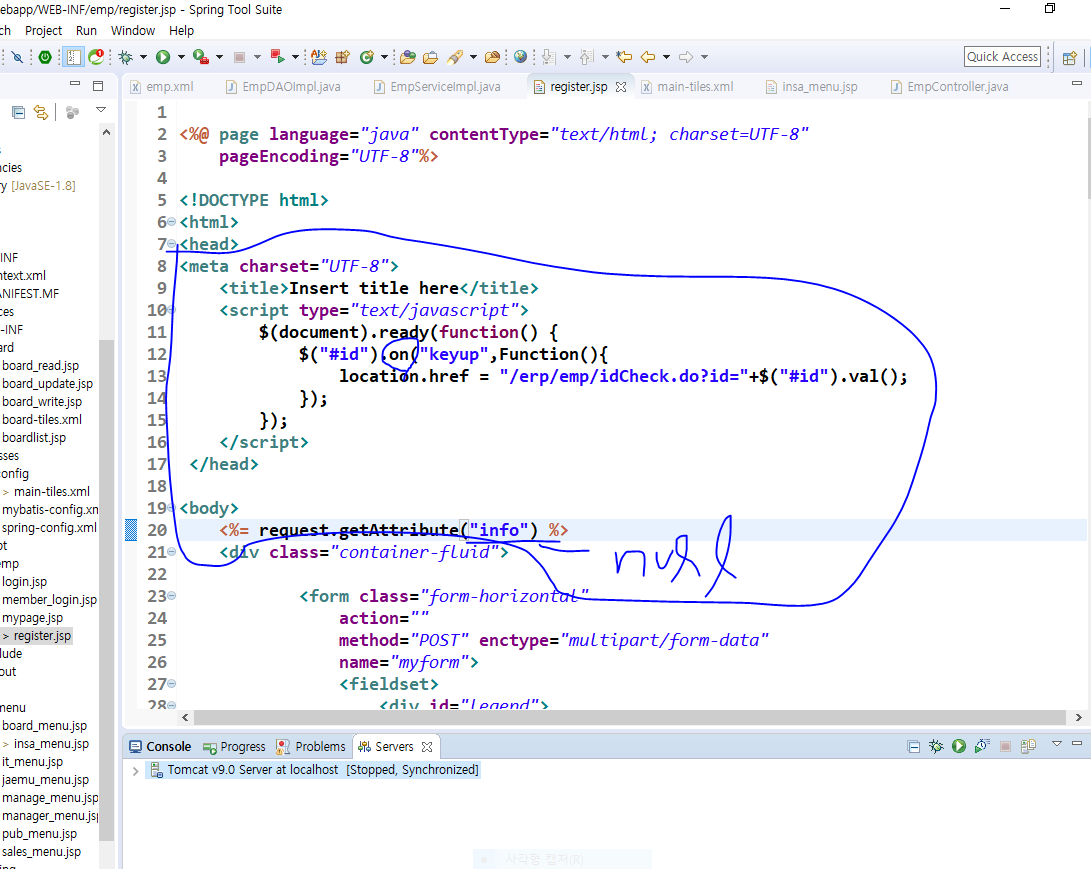 ebapp/WEB-INF/emp/register.jsp - Spring Tool Suite
ch Project Run Window Help
Quick Access
emp.xml EmpDAOImpl.java EmpServiceImpl.java register.jsp main-tiles.xml insa_menu.jsp EmpController.java
1
2 <%@ page language="java" contentType="text/html; charset=UTF-8"
3 pageEncoding="UTF-8"%>
4
5 <!DOCTYPE html>
6 <html>
7 <head>
8 <meta charset="UTF-8">
9 <title>Insert title here</title>
10 <script type="text/javascript">
11 $(document).ready(function() {
12 $("#id").on("keyup",Function(){
13 location.href = "/erp/emp/idCheck.do?id="+$("#id").val();
14 });
15 });
16 </script>
17 </head>
18
19 <body>
20 <%= request.getAttribute("info") %>
21 <div class="container-fluid">
null
22
23 <form class="form-horizontal"
24 action=""
25 method="POST" enctype="multipart/form-data"
26 name="myform">
27 <fieldset>
28 <div id="legend">
ncies
ry [JavaSE-1.8]
INF
ntext.xml
ANIFEST.MF
ces
-INF
ard
board_read.jsp
board_update.jsp
board_write.jsp
board-tiles.xml
boardlist.jsp
sses
config
> main-tiles.xml
mybatis-config.xn
spring-config.xml
pt
emp
login.jsp
member_login.jsp
mypage.jsp
> register.jsp
lude
out
menu
board_menu.jsp
> insa_menu.jsp
it_menu.jsp
jaemu_menu.jsp
manage_menu.jsp
manager_menu.jsp
pub_menu.jsp
sales_menu.jsp
Console Progress Problems Servers
Tomcat v9.0 Server at localhost [Stopped, Synchronized]
사각형 캡처(R)